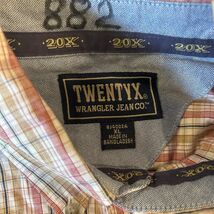 882
20X 20X 20X
TWENTYX
WRANGLER JEAN CO.
XL
MADE IN
BANGLADESH
20X
20X